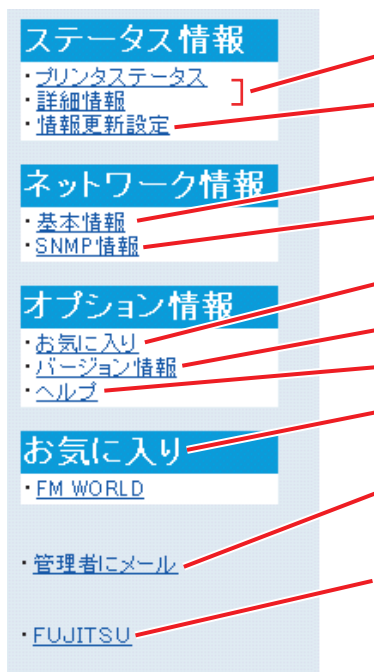 ステータス情報
・プリンタステータス
・詳細情報
・情報更新設定
ネットワーク情報
・基本情報
・SNMP情報
オプション情報
・お気に入り
・バージョン情報
・ヘルプ
お気に入り
・FM WORLD
・管理者にメール
・FUJITSU